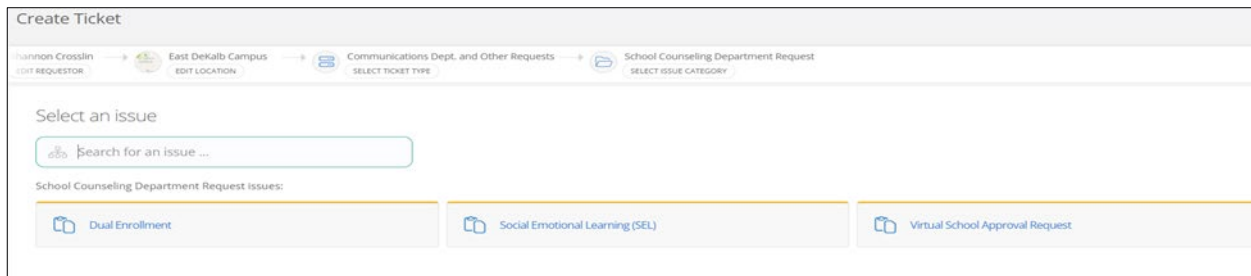 Create Ticket
Crosslin East DeKalb Campus Communications Dept. and Other Requests School Counseling Department Request
EDIT REQUESTOR EDIT LOCATION SELECT TICKET TYPE SELECT ISSUE CATEGORY
Select an issue
Search for an issue ...
School Counseling Department Request issues:
Dual Enrollment Social Emotional Learning (SEL) Virtual School Approval Request